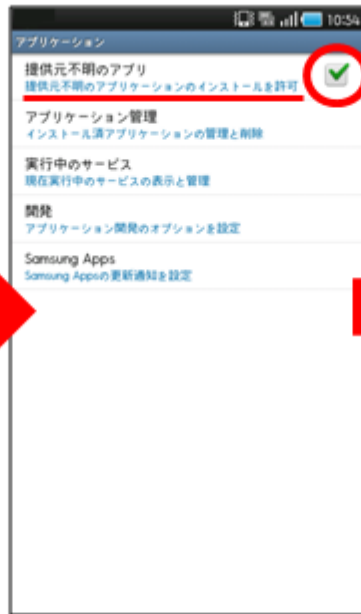 10:54
アプリケーション
提供元不明のアプリ
提供元不明のアプリケーションのインストールを許可
アプリケーション管理
インストール済アプリケーションの管理と削除
実行中のサービス
現在実行中のサービスの表示と管理
開発
アプリケーション開発のオプションを設定
Samsung Apps
Samsung Appsの更新通知を設定